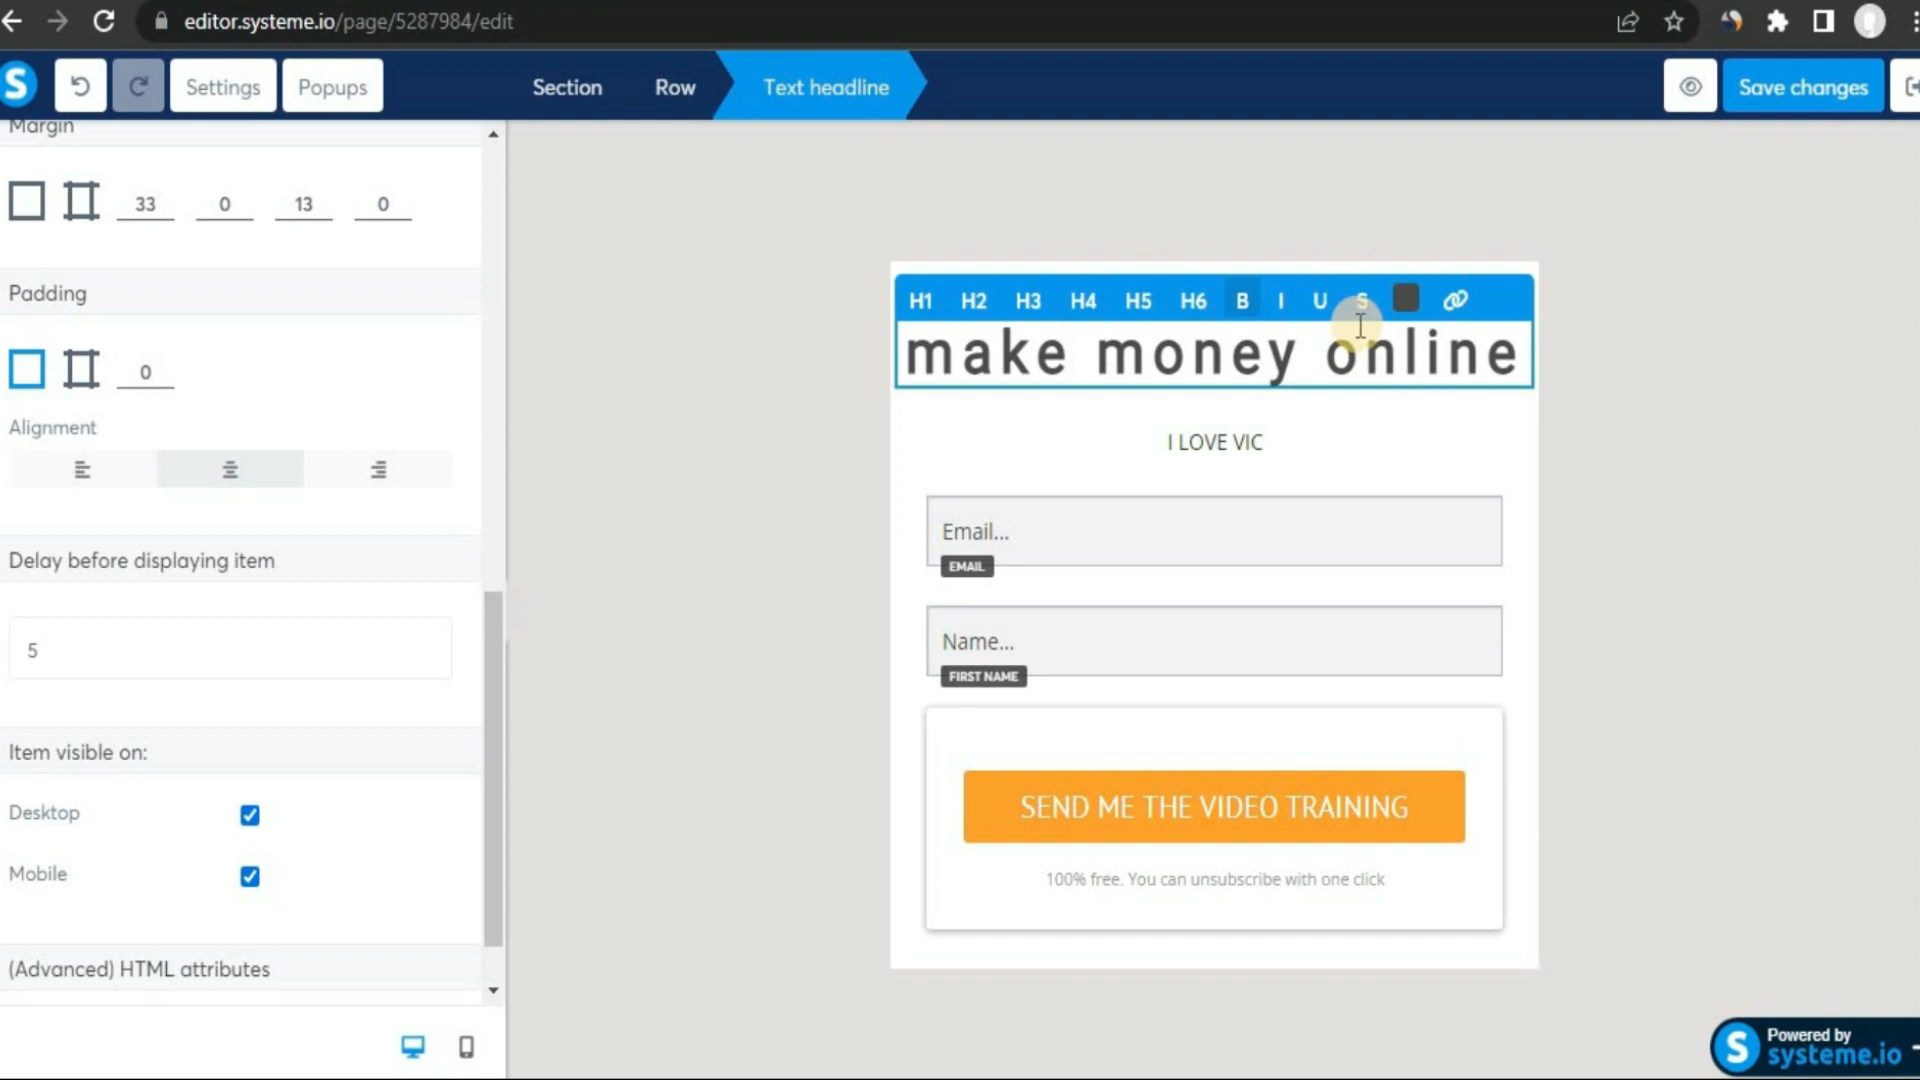 editor.systeme.io/page/5287984/edit
S
Settings
Popups
Section
Row
Text headline
Save changes
Margin
33
0
13
0
Padding
0
Alignment
Delay before displaying item
5
Item visible on:
Desktop
Mobile
(Advanced) HTML attributes
H1 H2 H3 H4 H5 H6 B I U S
make money online
I LOVE VIC
Email...
EMAIL
Name...
FIRST NAME
SEND ME THE VIDEO TRAINING
100% free. You can unsubscribe with one click
S
Powered by
systeme.io